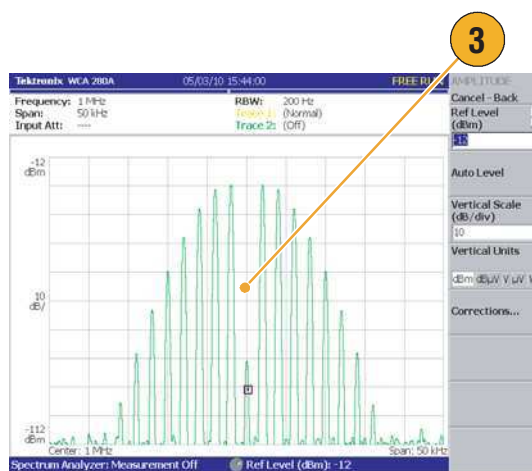 3
Tektronix WCA 280A 05/03/10 15:44:00 FREE RUN AMPLITUDE
Frequency: 1 MHz
Span: 50 kHz
Input Att: ----
RBW: 200 Hz
Trace 1: (Normal)
Trace 2: (Off)
Cancel - Back
Ref Level
(dBm)
-12
Auto Level
Vertical Scale
(dB/div)
10
Vertical Units
dBm dBµV V µV
Corrections...
-12
dBm
10
dB/
-112
dBm
Center: 1 MHz Span: 50 kHz
Spectrum Analyzer: Measurement Off Ref Level (dBm): -12